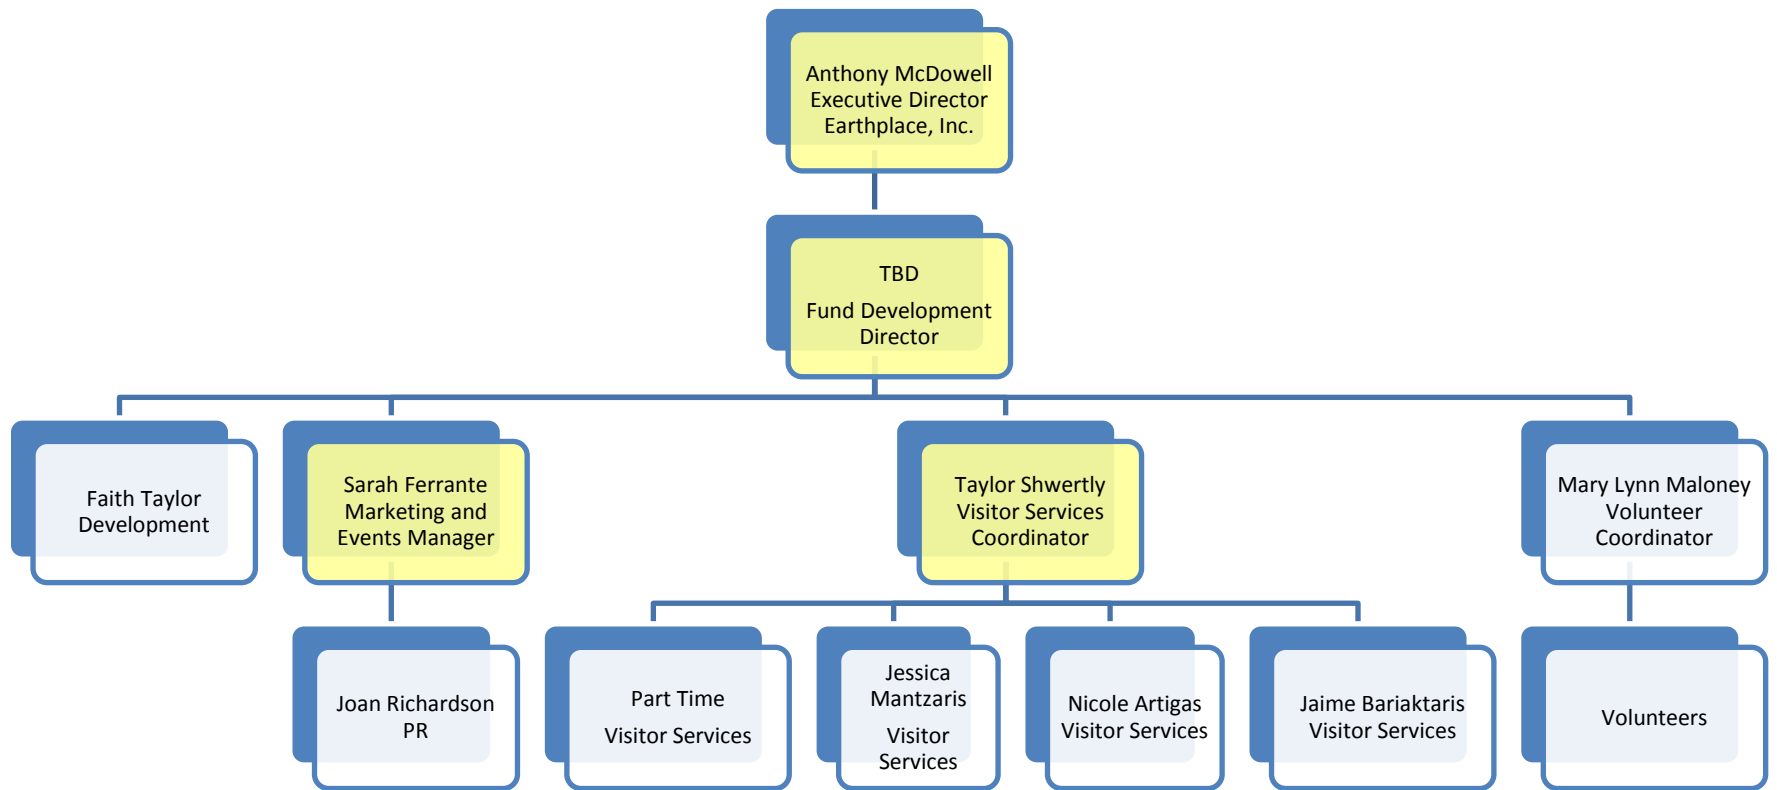 Anthony McDowell
Executive Director
Earthplace, Inc.
TBD
Fund Development
Director
Faith Taylor
Development
Sarah Ferrante
Marketing and
Events Manager
Taylor Shwertly
Visitor Services
Coordinator
Mary Lynn Maloney
Volunteer
Coordinator
Joan Richardson
PR
Part Time
Visitor Services
Jessica
Mantzaris
Visitor
Services
Nicole Artigas
Visitor Services
Jaime Bariaktaris
Visitor Services
Volunteers